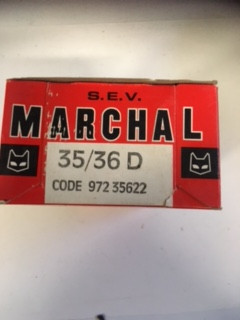 S.E.V.
MARCHAL
35/36 D
CODE 972 35622